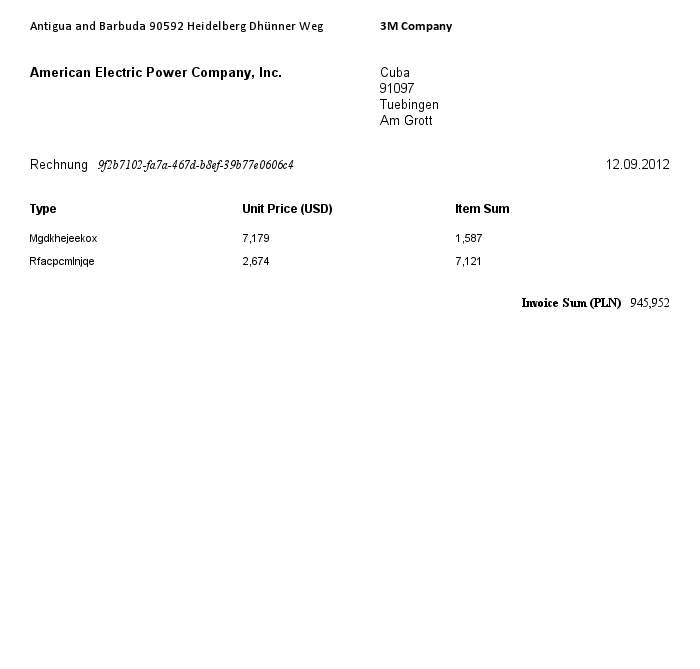 Antigua and Barbuda 90592 Heidelberg Dhünner Weg 3M Company
American Electric Power Company, Inc. Cuba
91097
Tuebingen
Am Grott
Rechnung 9f2b7102-fa7a-467d-b8ef-39b77e0606c4 12.09.2012
Type Unit Price (USD) Item Sum
Mgdkhejeekox 7,179 1,587
Rfacpcmlnjqe 2,674 7,121
Invoice Sum (PLN) 945,952